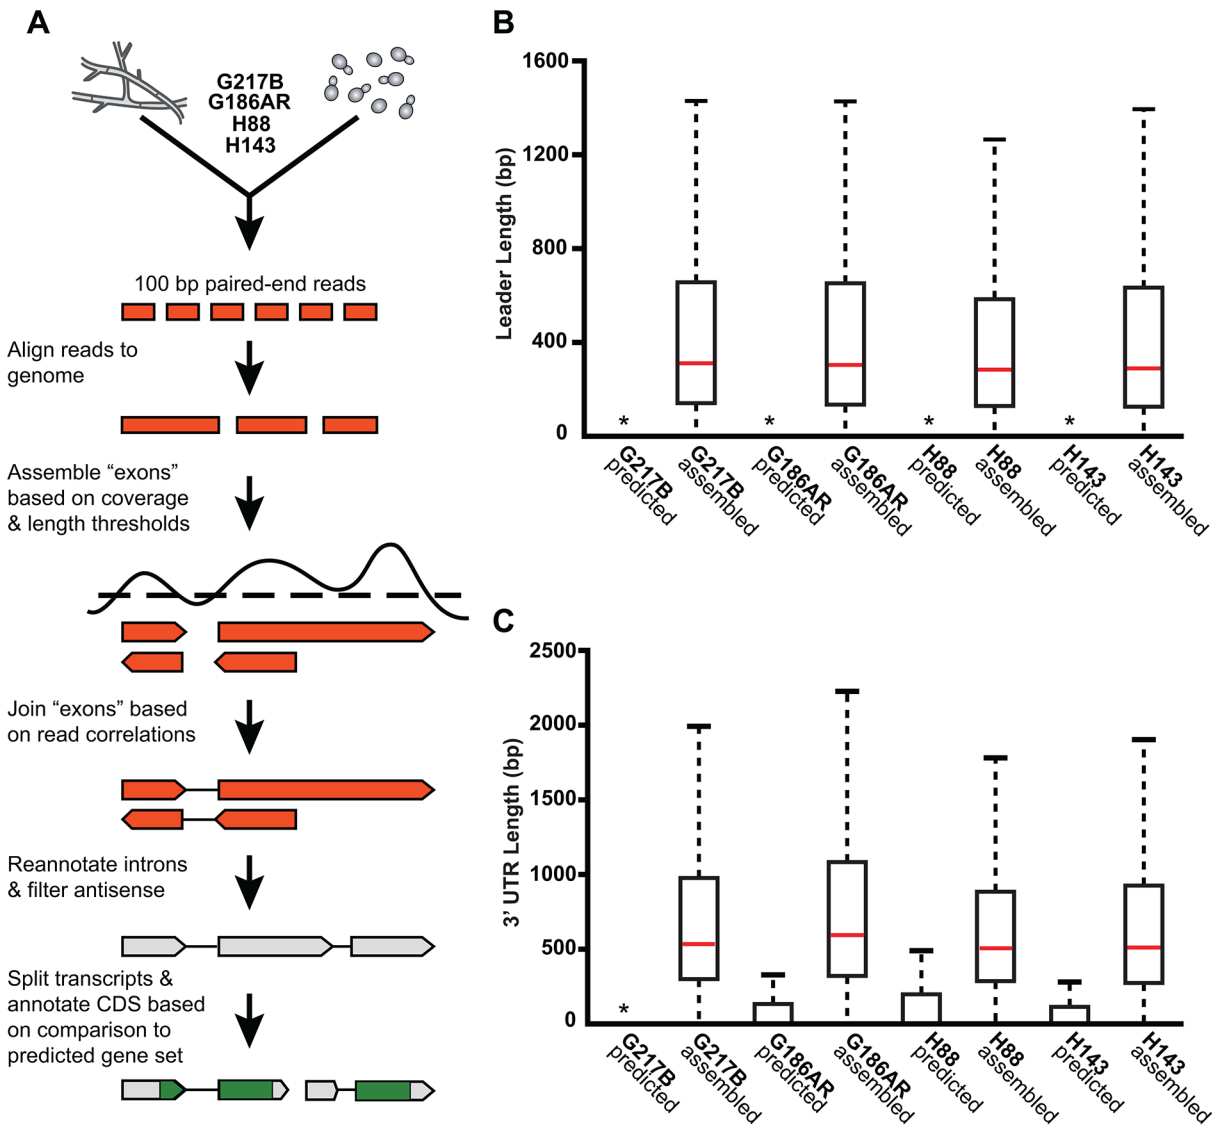 A
G217B
G186AR
H88
H143
100 bp paired-end reads
Align reads to
genome
Assemble “exons”
based on coverage
& length thresholds
Join “exons” based
on read correlations
Reannotate introns
& filter antisense
Split transcripts &
annotate CDS based
on comparison to
predicted gene set
B
Leader Length (bp)
1600
1200
800
400
0
*
*
*
*
G217B
predicted
G217B
assembled
G186AR
predicted
G186AR
assembled
H88
predicted
H88
assembled
H143
predicted
H143
assembled
C
3’ UTR Length (bp)
2500
2000
1500
1000
500
0
*
G217B
predicted
G217B
assembled
G186AR
predicted
G186AR
assembled
H88
predicted
H88
assembled
H143
predicted
H143
assembled